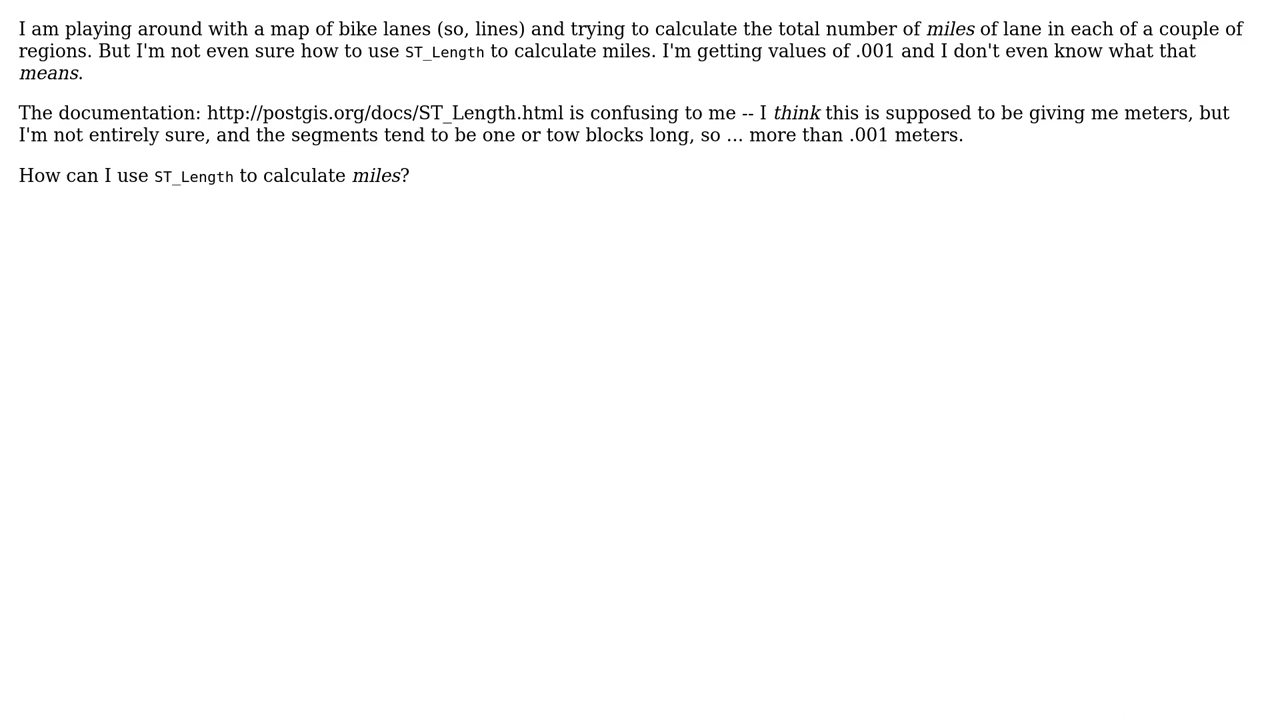 I am playing around with a map of bike lanes (so, lines) and trying to calculate the total number of miles of lane in each of a couple of
regions. But I'm not even sure how to use ST_Length to calculate miles. I'm getting values of .001 and I don't even know what that
means.
The documentation: http://postgis.org/docs/ST_Length.html is confusing to me -- I think this is supposed to be giving me meters, but
I'm not entirely sure, and the segments tend to be one or tow blocks long, so ... more than .001 meters.
How can I use ST_Length to calculate miles?